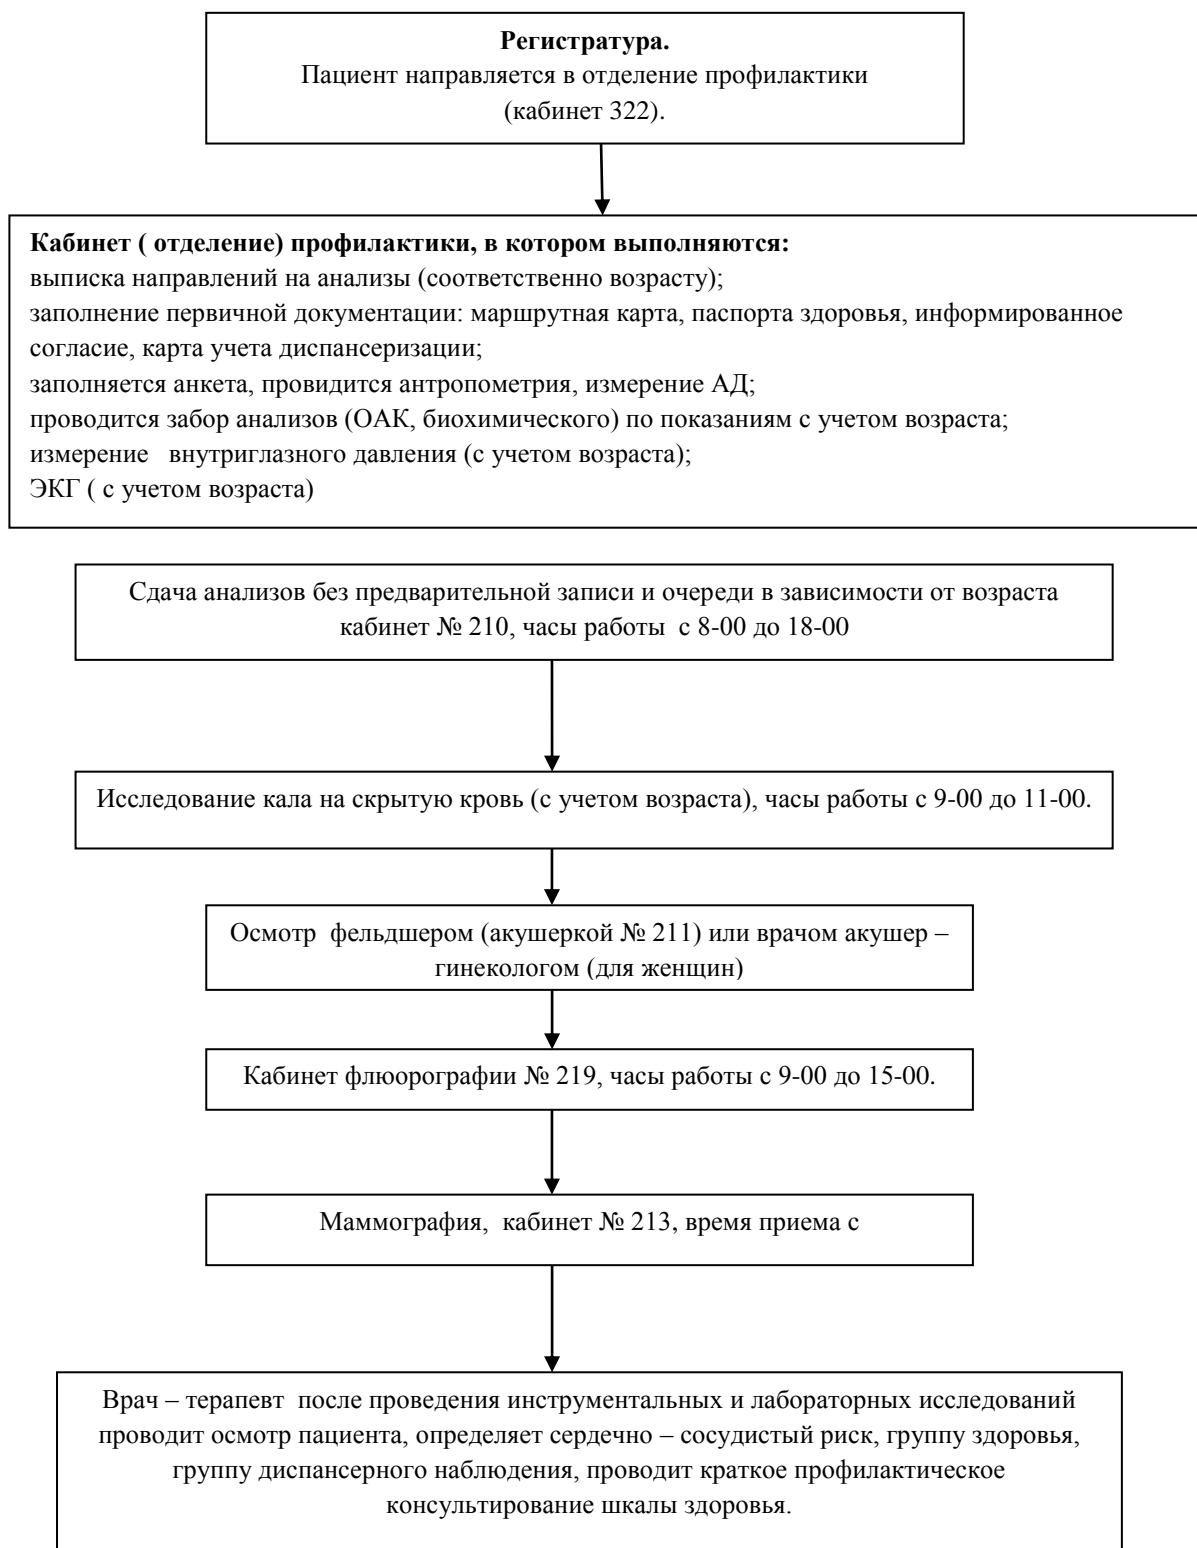 Регистратура.
Пациент направляется в отделение профилактики
(кабинет 322).
Кабинет ( отделение) профилактики, в котором выполняются:
выписка направлений на анализы (соответственно возрасту);
заполнение первичной документации: маршрутная карта, паспорта здоровья, информированное
согласие, карта учета диспансеризации;
заполняется анкета, провидится антропометрия, измерение АД;
проводится забор анализов (ОАК, биохимического) по показаниям с учетом возраста;
измерение внутриглазного давления (с учетом возраста);
ЭКГ ( с учетом возраста)
Сдача анализов без предварительной записи и очереди в зависимости от возраста
кабинет № 210, часы работы с 8-00 до 18-00
Исследование кала на скрытую кровь (с учетом возраста), часы работы с 9-00 до 11-00.
Осмотр фельдшером (акушеркой № 211) или врачом акушер –
гинекологом (для женщин)
Кабинет флюорографии № 219, часы работы с 9-00 до 15-00.
Маммография, кабинет № 213, время приема с
Врач – терапевт после проведения инструментальных и лабораторных исследований
проводит осмотр пациента, определяет сердечно – сосудистый риск, группу здоровья,
группу диспансерного наблюдения, проводит краткое профилактическое
консультирование шкалы здоровья.